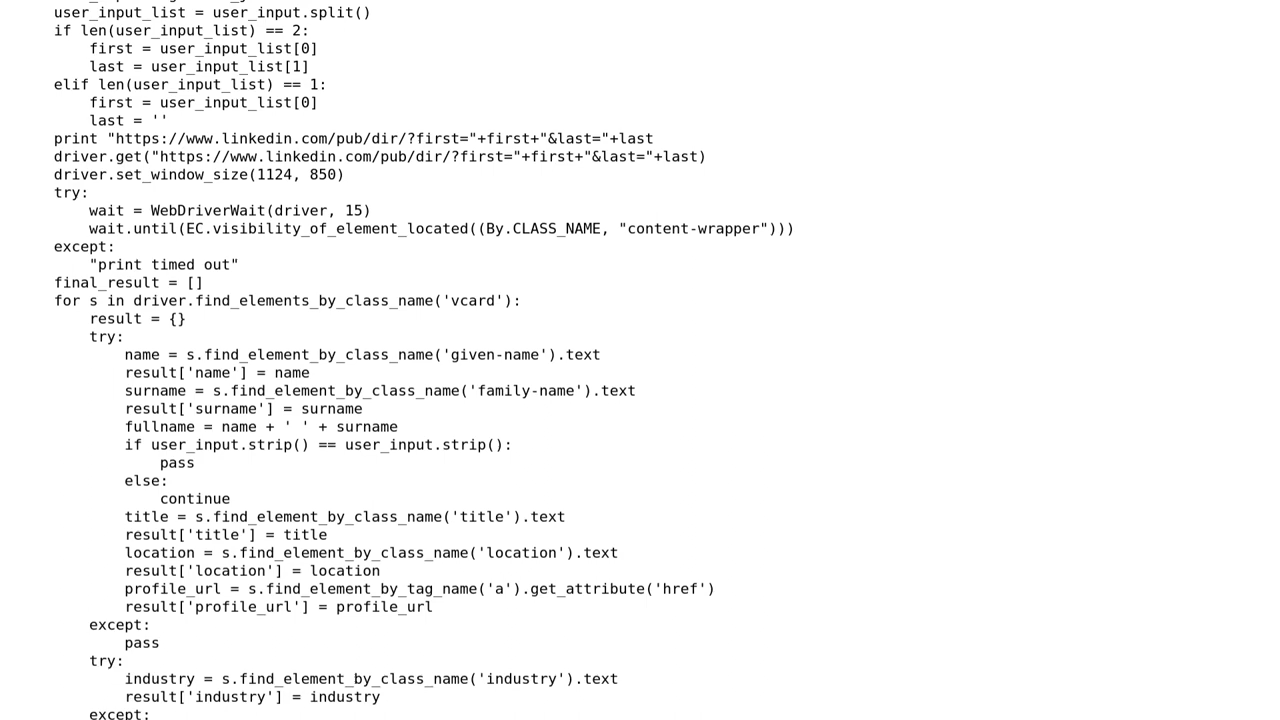 user_input_list = user_input.split()
if len(user_input_list) == 2:
    first = user_input_list[0]
    last = user_input_list[1]
elif len(user_input_list) == 1:
    first = user_input_list[0]
    last = ''
print "https://www.linkedin.com/pub/dir/?first="+first+"&last="+last
driver.get("https://www.linkedin.com/pub/dir/?first="+first+"&last="+last)
driver.set_window_size(1124, 850)
try:
    wait = WebDriverWait(driver, 15)
    wait.until(EC.visibility_of_element_located((By.CLASS_NAME, "content-wrapper")))
except:
    "print timed out"
final_result = []
for s in driver.find_elements_by_class_name('vcard'):
    result = {}
    try:
        name = s.find_element_by_class_name('given-name').text
        result['name'] = name
        surname = s.find_element_by_class_name('family-name').text
        result['surname'] = surname
        fullname = name + ' ' + surname
        if user_input.strip() == user_input.strip():
            pass
        else:
            continue
        title = s.find_element_by_class_name('title').text
        result['title'] = title
        location = s.find_element_by_class_name('location').text
        result['location'] = location
        profile_url = s.find_element_by_tag_name('a').get_attribute('href')
        result['profile_url'] = profile_url
    except:
        pass
    try:
        industry = s.find_element_by_class_name('industry').text
        result['industry'] = industry
    except: